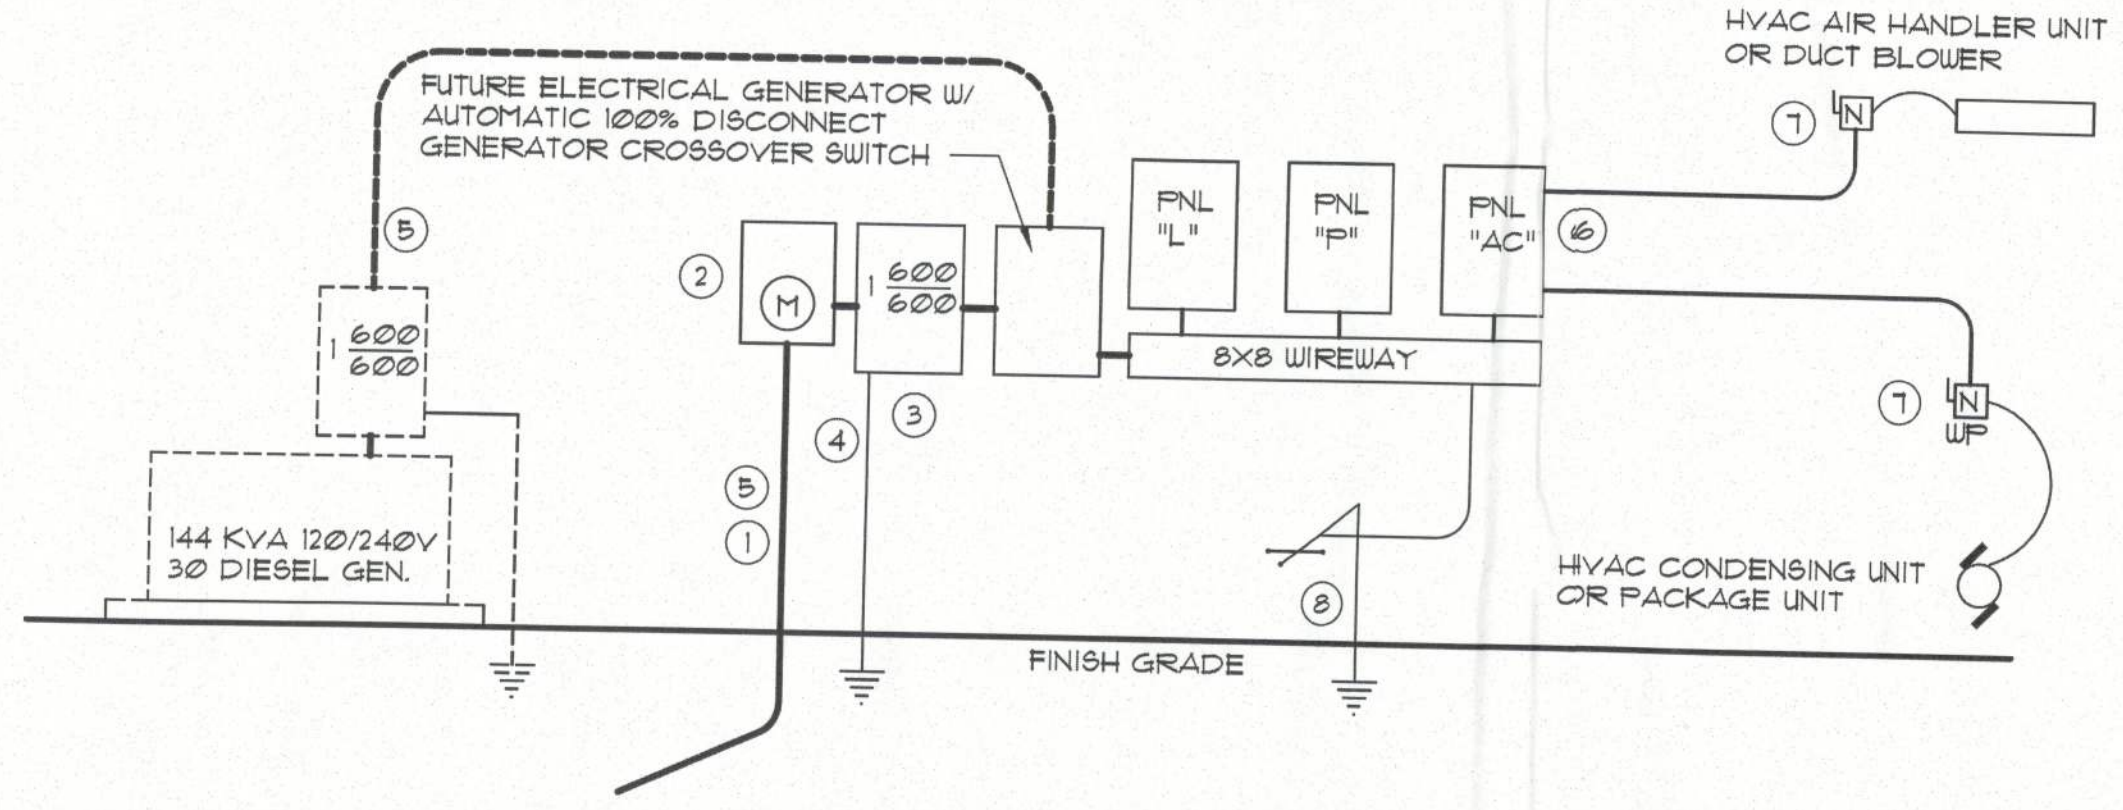 HVAC AIR HANDLER UNIT
OR DUCT BLOWER
7
N
FUTURE ELECTRICAL GENERATOR W/
AUTOMATIC 100% DISCONNECT
GENERATOR CROSSOVER SWITCH
5
2
M
1 600
600
PNL
"L"
PNL
"P"
PNL
"AC"
6
1 600
600
8X8 WIREWAY
3
4
7
N
WP
5
1
144 KVA 120/240V
3Ø DIESEL GEN.
8
HVAC CONDENSING UNIT
OR PACKAGE UNIT
FINISH GRADE